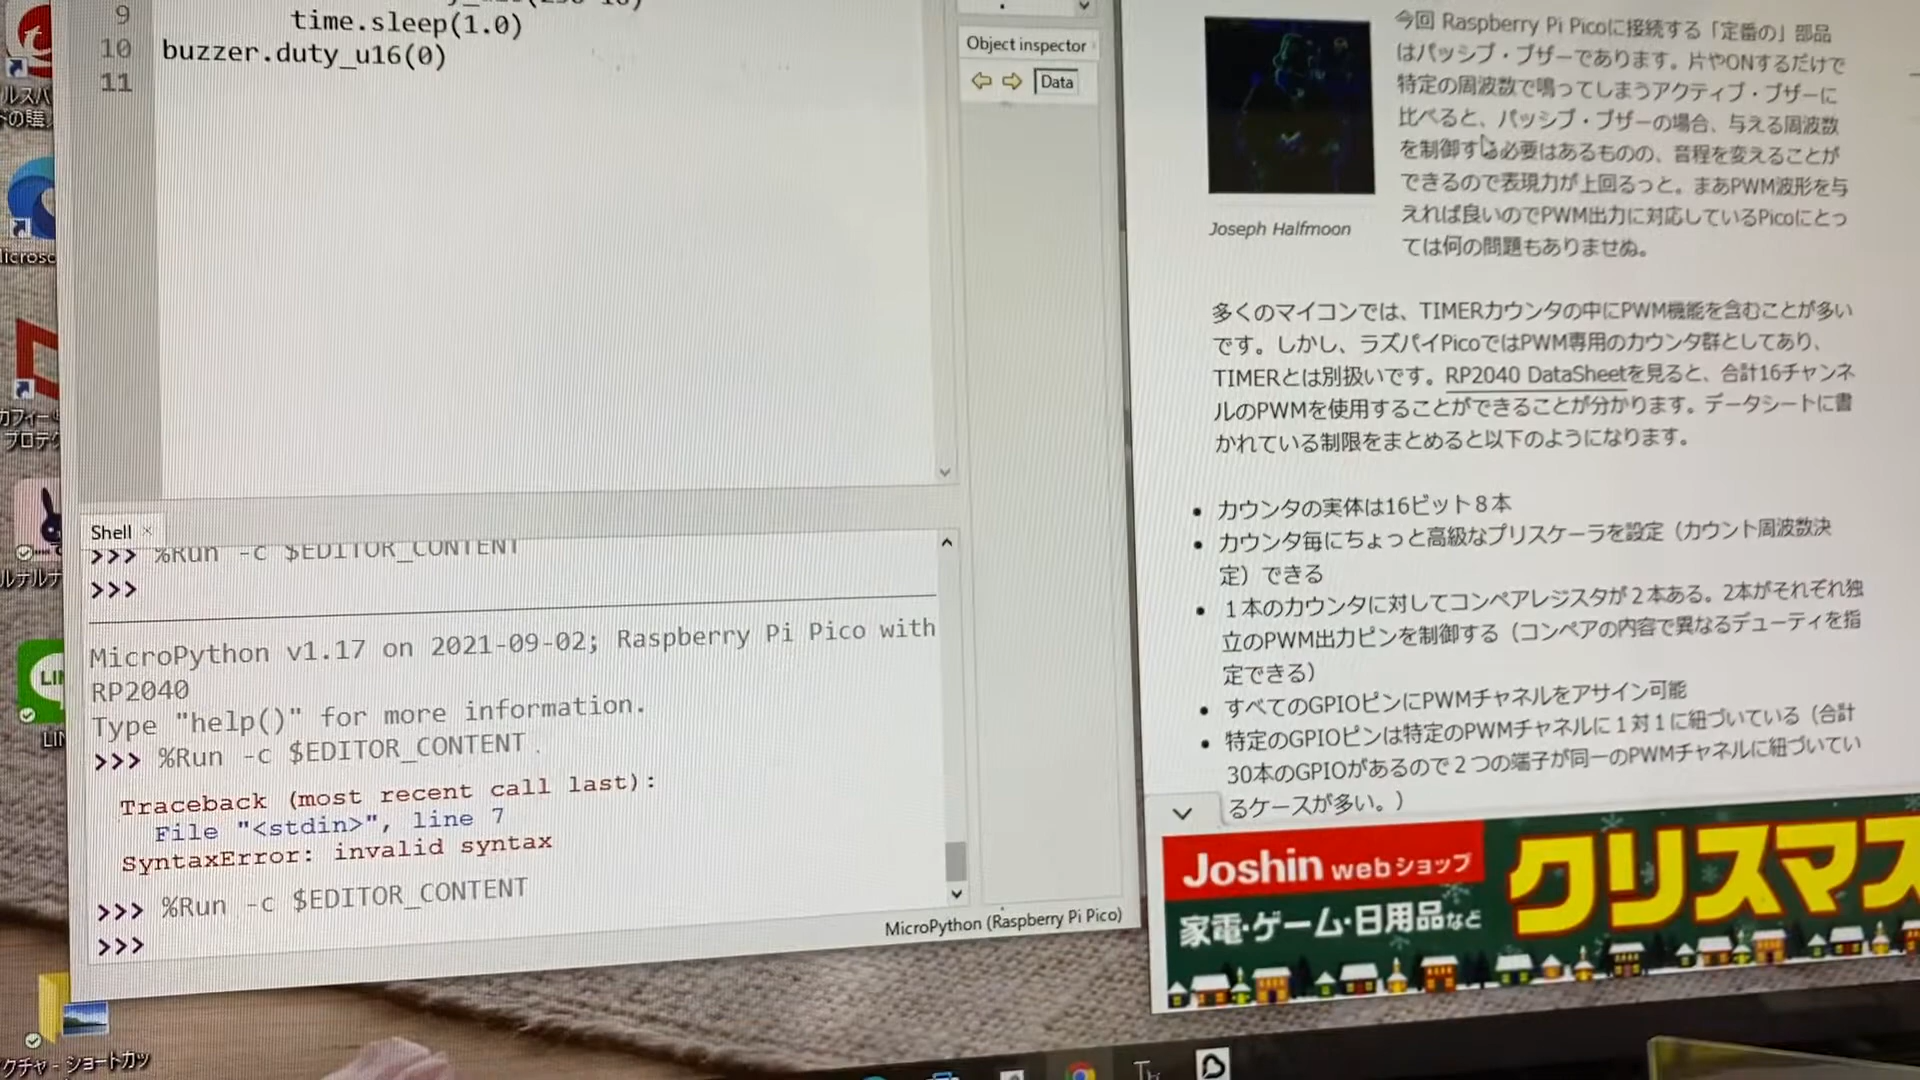 9
time.sleep(1.0)
10
buzzer.duty_u16(0)
11
Object inspector
Data
Shell ×
>>> %Run -c $EDITOR_CONTENT
>>>
MicroPython v1.17 on 2021-09-02; Raspberry Pi Pico with
RP2040
Type "help()" for more information.
>>> %Run -c $EDITOR_CONTENT
Traceback (most recent call last):
File "<stdin>", line 7
SyntaxError: invalid syntax
>>> %Run -c $EDITOR_CONTENT
>>>
MicroPython (Raspberry Pi Pico)
今回 Raspberry Pi Picoに接続する「定番の」部品
はパッシブ・ブザーであります。片やONするだけで
特定の周波数で鳴ってしまうアクティブ・ブザーに
比べると、パッシブ・ブザーの場合、与える周波数
を制御する必要はあるものの、音程を変えることが
できるので表現力が上回るっと。まあPWM波形を与
えれば良いのでPWM出力に対応しているPicoにとっ
ては何の問題もありませぬ。
Joseph Halfmoon
多くのマイコンでは、TIMERカウンタの中にPWM機能を含むことが多い
です。しかし、ラズパイPicoではPWM専用のカウンタ群としてあり、
TIMERとは別扱いです。RP2040 DataSheetを見ると、合計16チャンネ
ルのPWMを使用することができることが分かります。データシートに書
かれている制限をまとめると以下のようになります。
• カウンタの実体は16ビット８本
• カウンタ毎にちょっと高級なプリスケーラを設定（カウント周波数決
定）できる
• １本のカウンタに対してコンペアレジスタが２本ある。2本がそれぞれ独
立のPWM出力ピンを制御する（コンペアの内容で異なるデューティを指
定できる）
• すべてのGPIOピンにPWMチャネルをアサイン可能
• 特定のGPIOピンは特定のPWMチャネルに１対１に紐づいている（合計
30本のGPIOがあるので２つの端子が同一のPWMチャネルに紐づいてい
るケースが多い。）
Joshin webショップ
家電・ゲーム・日用品など
クリスマス